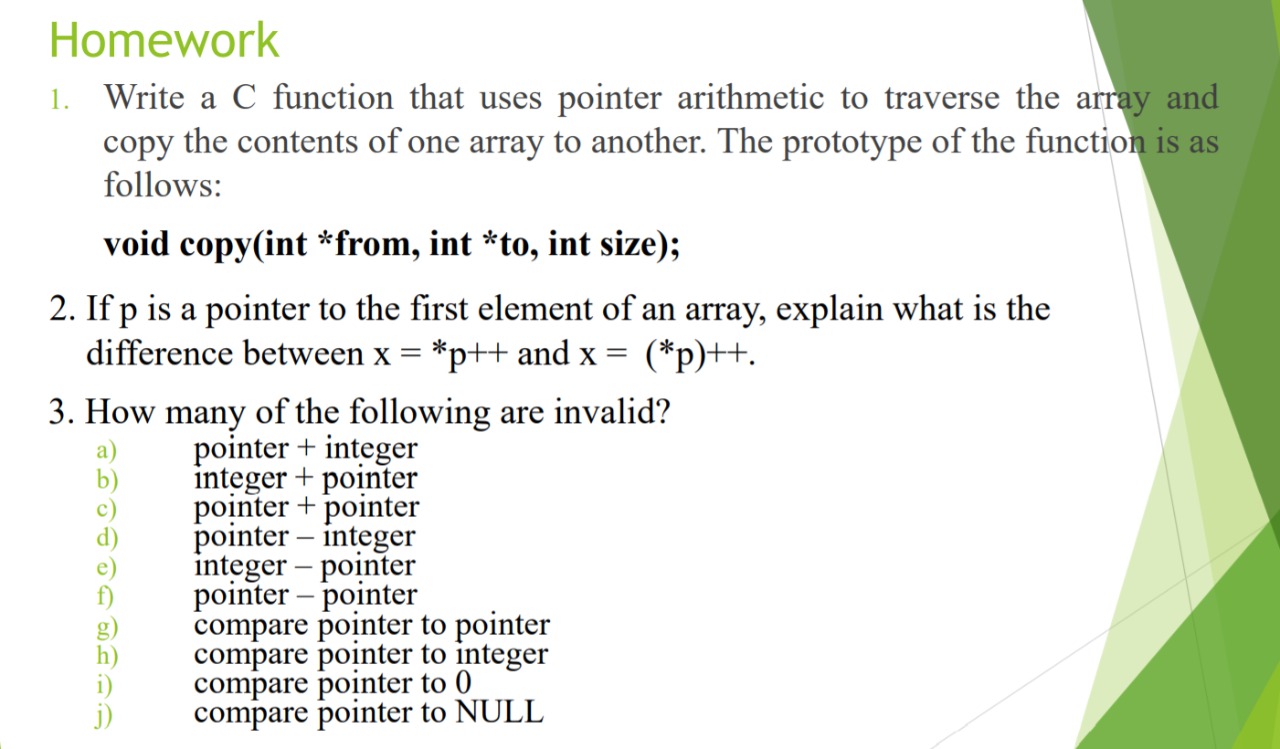 Homework
1. Write a C function that uses pointer arithmetic to traverse the array and
copy the contents of one array to another. The prototype of the function is as
follows:
void copy(int *from, int *to, int size);
2. If p is a pointer to the first element of an array, explain what is the
difference between x = *p++ and x = (*p)++.
3. How many of the following are invalid?
a) pointer + integer
b) integer + pointer
c) pointer + pointer
d) pointer – integer
e) integer – pointer
f) pointer – pointer
g) compare pointer to pointer
h) compare pointer to integer
i) compare pointer to 0
j) compare pointer to NULL